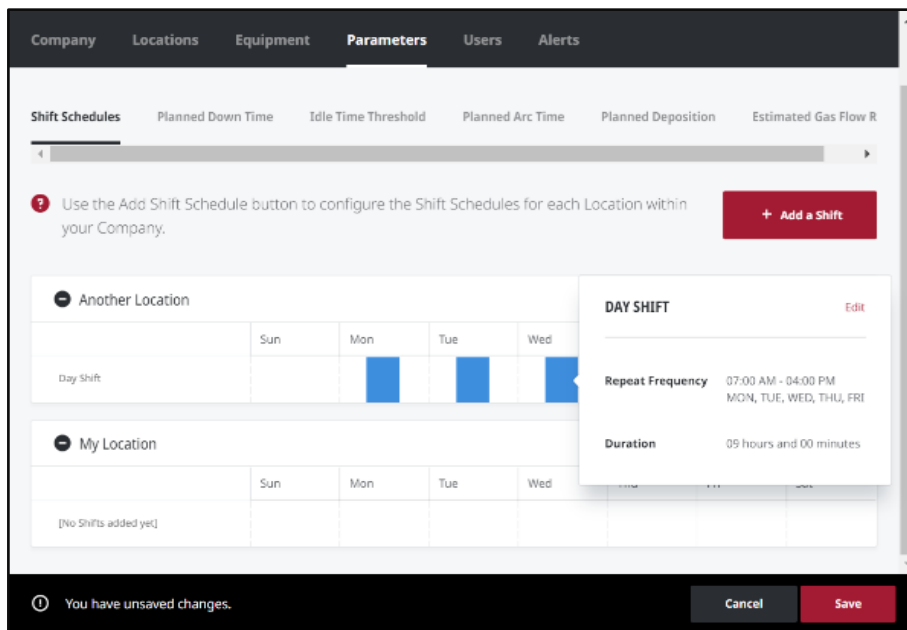 Company Locations Equipment Parameters Users Alerts
Shift Schedules Planned Down Time Idle Time Threshold Planned Arc Time Planned Deposition Estimated Gas Flow R
? Use the Add Shift Schedule button to configure the Shift Schedules for each Location within
your Company.
+ Add a Shift
Another Location
Sun Mon Tue Wed
Day Shift
DAY SHIFT Edit
Repeat Frequency 07:00 AM - 04:00 PM
MON, TUE, WED, THU, FRI
Duration 09 hours and 00 minutes
My Location
Sun Mon Tue Wed
[No Shifts added yet]
You have unsaved changes.
Cancel Save